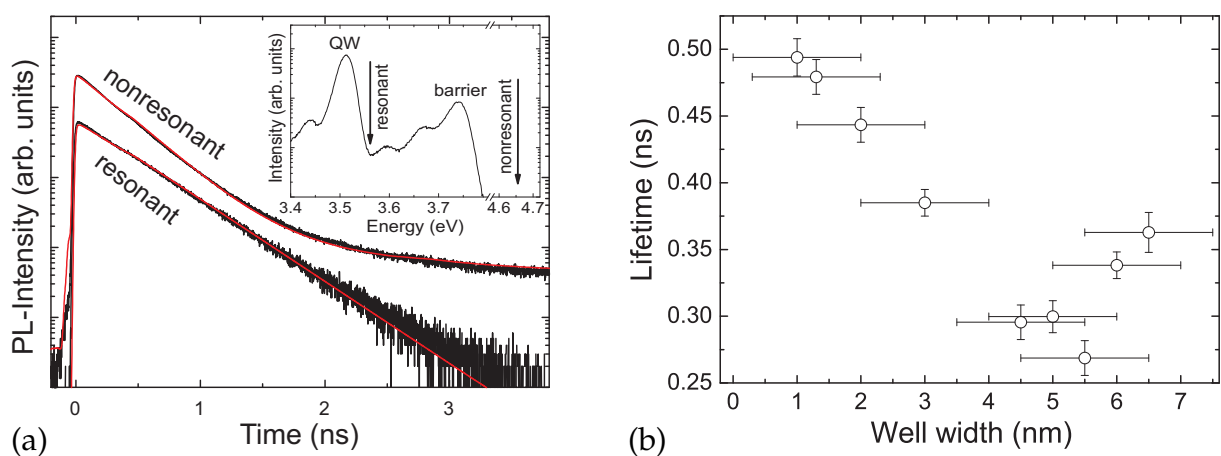 PL-Intensity (arb. units)
nonresonant
resonant
Intensity (arb. units)
QW
resonant
barrier
nonresonant
3.4 3.5 3.6 3.7 4.6 4.7
Energy (eV)
0 1 2 3
Time (ns)
(a)
Lifetime (ns)
0.50
0.45
0.40
0.35
0.30
0.25
0 1 2 3 4 5 6 7
Well width (nm)
(b)